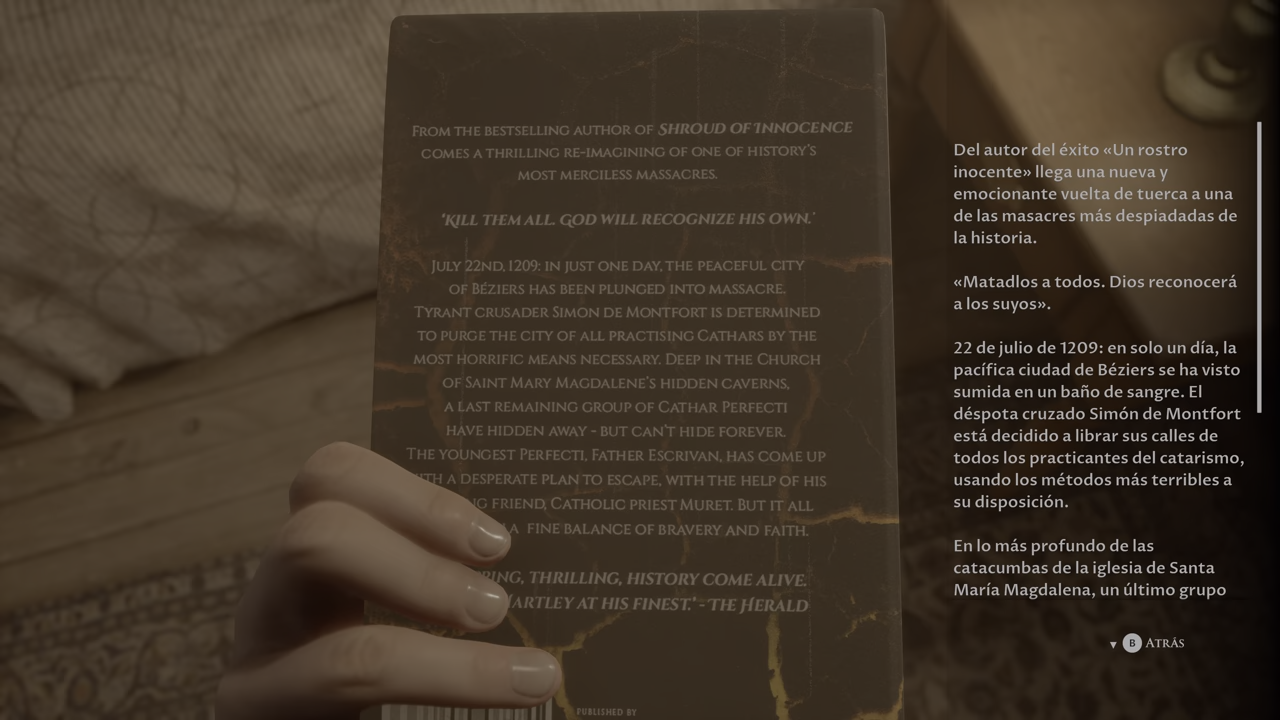 FROM THE BESTSELLING AUTHOR OF SHROUD OF INNOCENCE
COMES A THRILLING RE-IMAGINING OF ONE OF HISTORY'S
MOST MERCILESS MASSACRES.
'KILL THEM ALL. GOD WILL RECOGNIZE HIS OWN.'
JULY 22ND, 1209: IN JUST ONE DAY, THE PEACEFUL CITY
OF BÉZIERS HAS BEEN PLUNGED INTO MASSACRE.
TYRANT CRUSADER SIMON DE MONTFORT IS DETERMINED
TO PURGE THE CITY OF ALL PRACTISING CATHARS BY THE
MOST HORRIFIC MEANS NECESSARY. DEEP IN THE CHURCH
OF SAINT MARY MAGDALENE'S HIDDEN CAVERNS,
A LAST REMAINING GROUP OF CATHAR PERFECTI
HAVE HIDDEN AWAY - BUT CAN'T HIDE FOREVER.
THE YOUNGEST PERFECTI, FATHER ESCRIVAN, HAS COME UP
A DESPERATE PLAN TO ESCAPE, WITH THE HELP OF HIS
FRIEND, CATHOLIC PRIEST MURET. BUT IT ALL
A FINE BALANCE OF BRAVERY AND FAITH.
THRILLING, HISTORY COME ALIVE.
HARTLEY AT HIS FINEST.' - THE HERALD
PUBLISHED BY
Del autor del éxito «Un rostro
inocente» llega una nueva y
emocionante vuelta de tuerca a una
de las masacres más despiadadas de
la historia.
«Matadlos a todos. Dios reconocerá
a los suyos».
22 de julio de 1209: en solo un día, la
pacífica ciudad de Béziers se ha visto
sumida en un baño de sangre. El
déspota cruzado Simón de Montfort
está decidido a librar sus calles de
todos los practicantes del catarismo,
usando los métodos más terribles a
su disposición.
En lo más profundo de las
catacumbas de la iglesia de Santa
María Magdalena, un último grupo
B ATRÁS